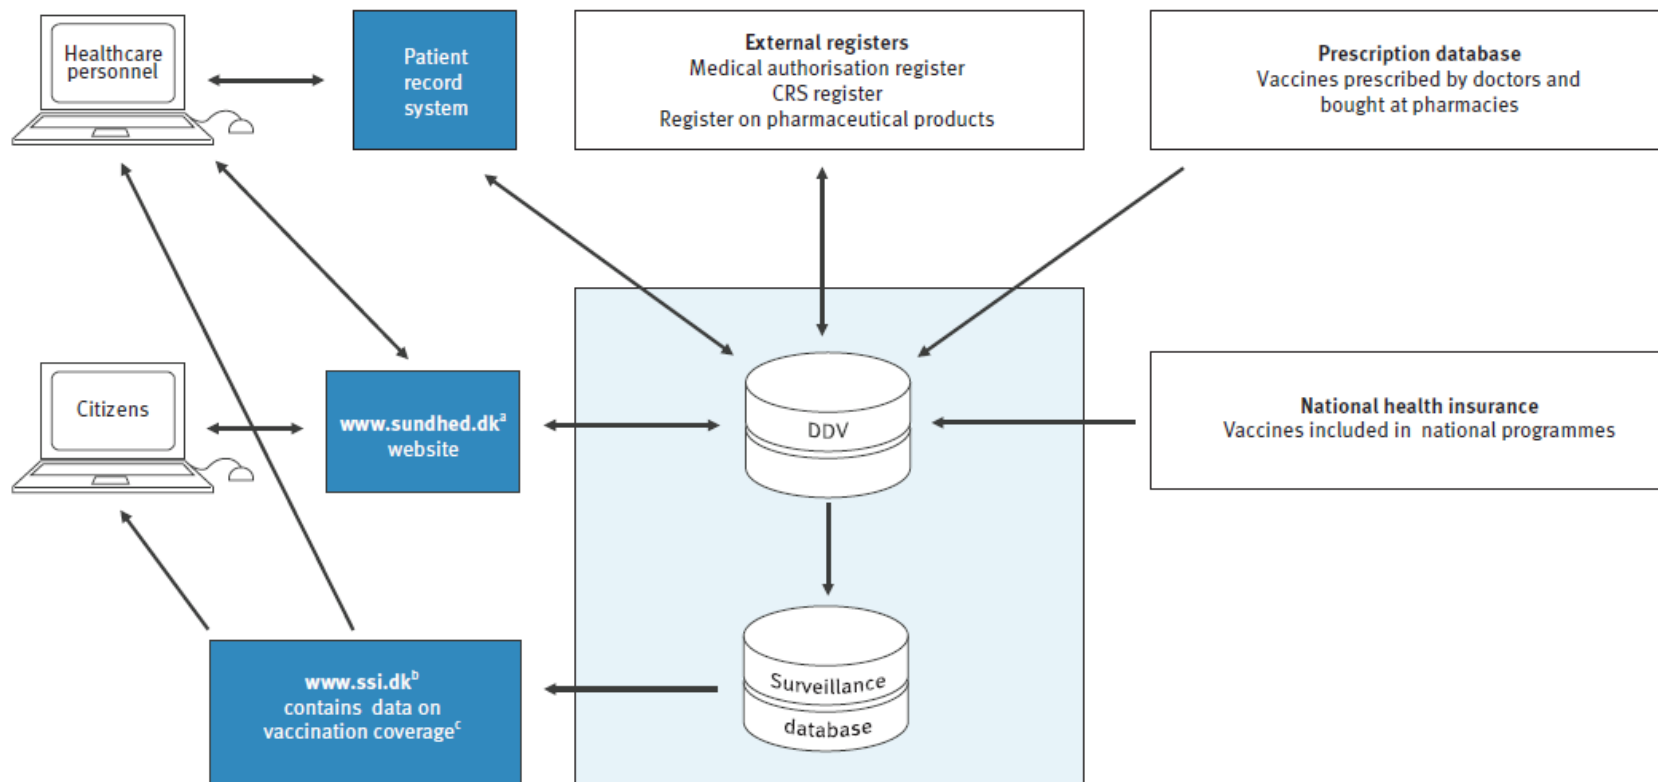 Healthcare
personnel
Patient
record
system
External registers
Medical authorisation register
CRS register
Register on pharmaceutical products
Prescription database
Vaccines prescribed by doctors and
bought at pharmacies
Citizens
www.sundhed.dkᵃ
website
DDV
National health insurance
Vaccines included in national programmes
www.ssi.dkᵇ
contains data on
vaccination coverageᶜ
Surveillance
database